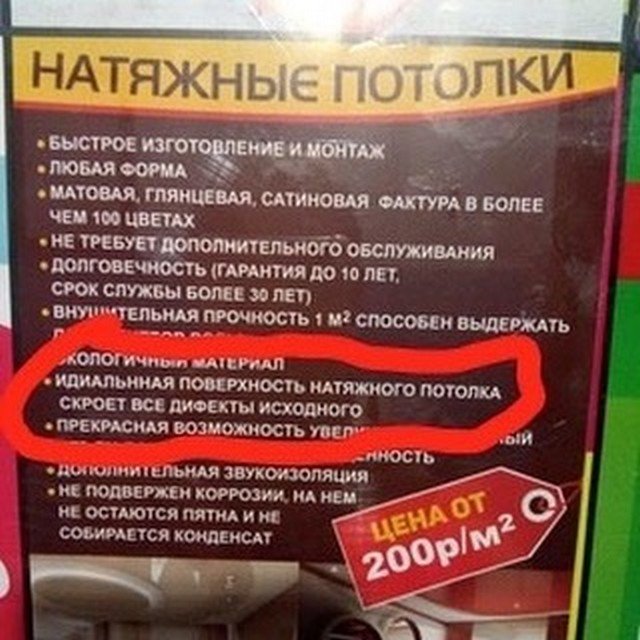 НАТЯЖНЫЕ ПОТОЛКИ
• БЫСТРОЕ ИЗГОТОВЛЕНИЕ И МОНТАЖ
• ЛЮБАЯ ФОРМА
• МАТОВАЯ, ГЛЯНЦЕВАЯ, САТИНОВАЯ ФАКТУРА В БОЛЕЕ
ЧЕМ 100 ЦВЕТАХ
• НЕ ТРЕБУЕТ ДОПОЛНИТЕЛЬНОГО ОБСЛУЖИВАНИЯ
• ДОЛГОВЕЧНОСТЬ (ГАРАНТИЯ ДО 10 ЛЕТ,
СРОК СЛУЖБЫ БОЛЕЕ 30 ЛЕТ)
• ВНУШИТЕЛЬНАЯ ПРОЧНОСТЬ 1 М² СПОСОБЕН ВЫДЕРЖАТЬ
ЭКОЛОГИЧНЫЙ МАТЕРИАЛ
• ИДИАЛЬННАЯ ПОВЕРХНОСТЬ НАТЯЖНОГО ПОТОЛКА
СКРОЕТ ВСЕ ДИФЕКТЫ ИСХОДНОГО
• ПРЕКРАСНАЯ ВОЗМОЖНОСТЬ
• ДОПОЛНИТЕЛЬНАЯ ЗВУКОИЗОЛЯЦИЯ
• НЕ ПОДВЕРЖЕН КОРРОЗИИ, НА НЕМ
НЕ ОСТАЮТСЯ ПЯТНА И НЕ
СОБИРАЕТСЯ КОНДЕНСАТ
ЦЕНА ОТ
200р/м²